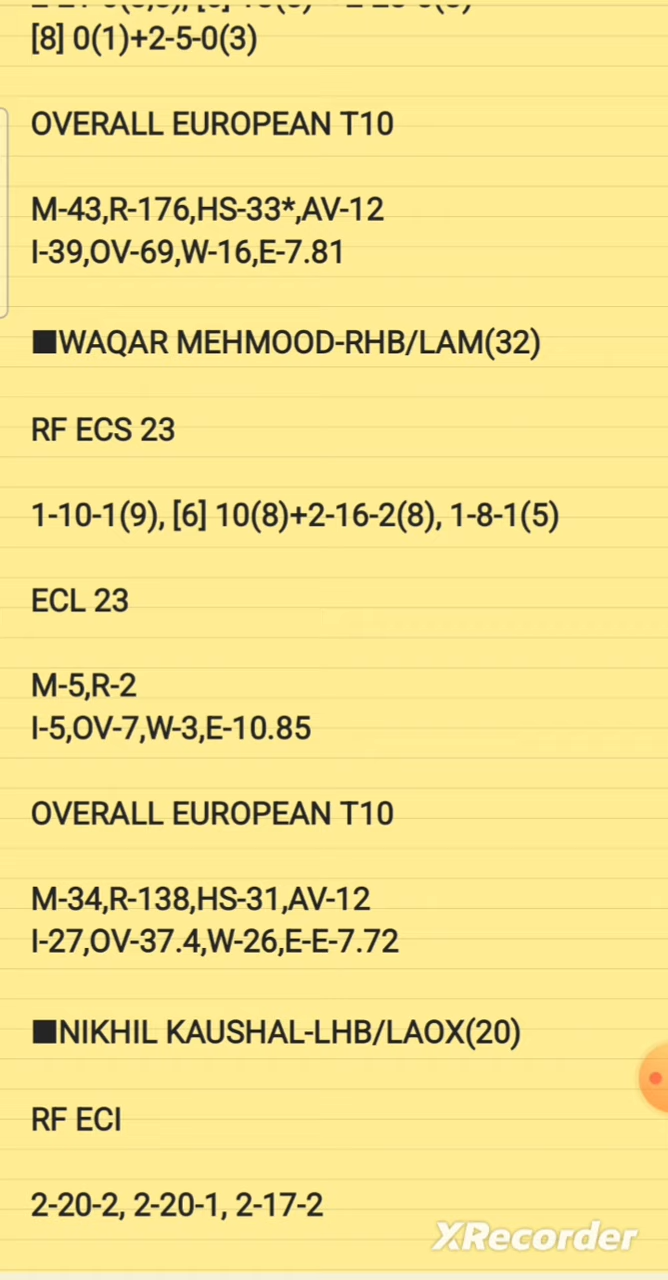 [8] 0(1)+2-5-0(3)
OVERALL EUROPEAN T10
M-43,R-176,HS-33*,AV-12
I-39,OV-69,W-16,E-7.81
■WAQAR MEHMOOD-RHB/LAM(32)
RF ECS 23
1-10-1(9), [6] 10(8)+2-16-2(8), 1-8-1(5)
ECL 23
M-5,R-2
I-5,OV-7,W-3,E-10.85
OVERALL EUROPEAN T10
M-34,R-138,HS-31,AV-12
I-27,OV-37.4,W-26,E-E-7.72
■NIKHIL KAUSHAL-LHB/LAOX(20)
RF ECI
2-20-2, 2-20-1, 2-17-2
XRecorder